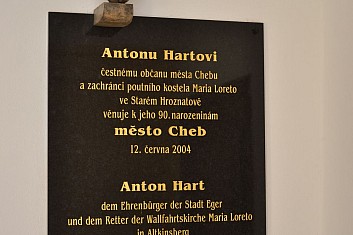 Antonu Hartovi
čestnému občanu města Chebu
a zachránci poutního kostela Maria Loreto
ve Starém Hroznatově
věnuje k jeho 90. narozeninám
město Cheb
12. června 2004
Anton Hart
dem Ehrenbürger der Stadt Eger
und dem Retter der Wallfahrtskirche Maria Loreto
in Altkinsberg